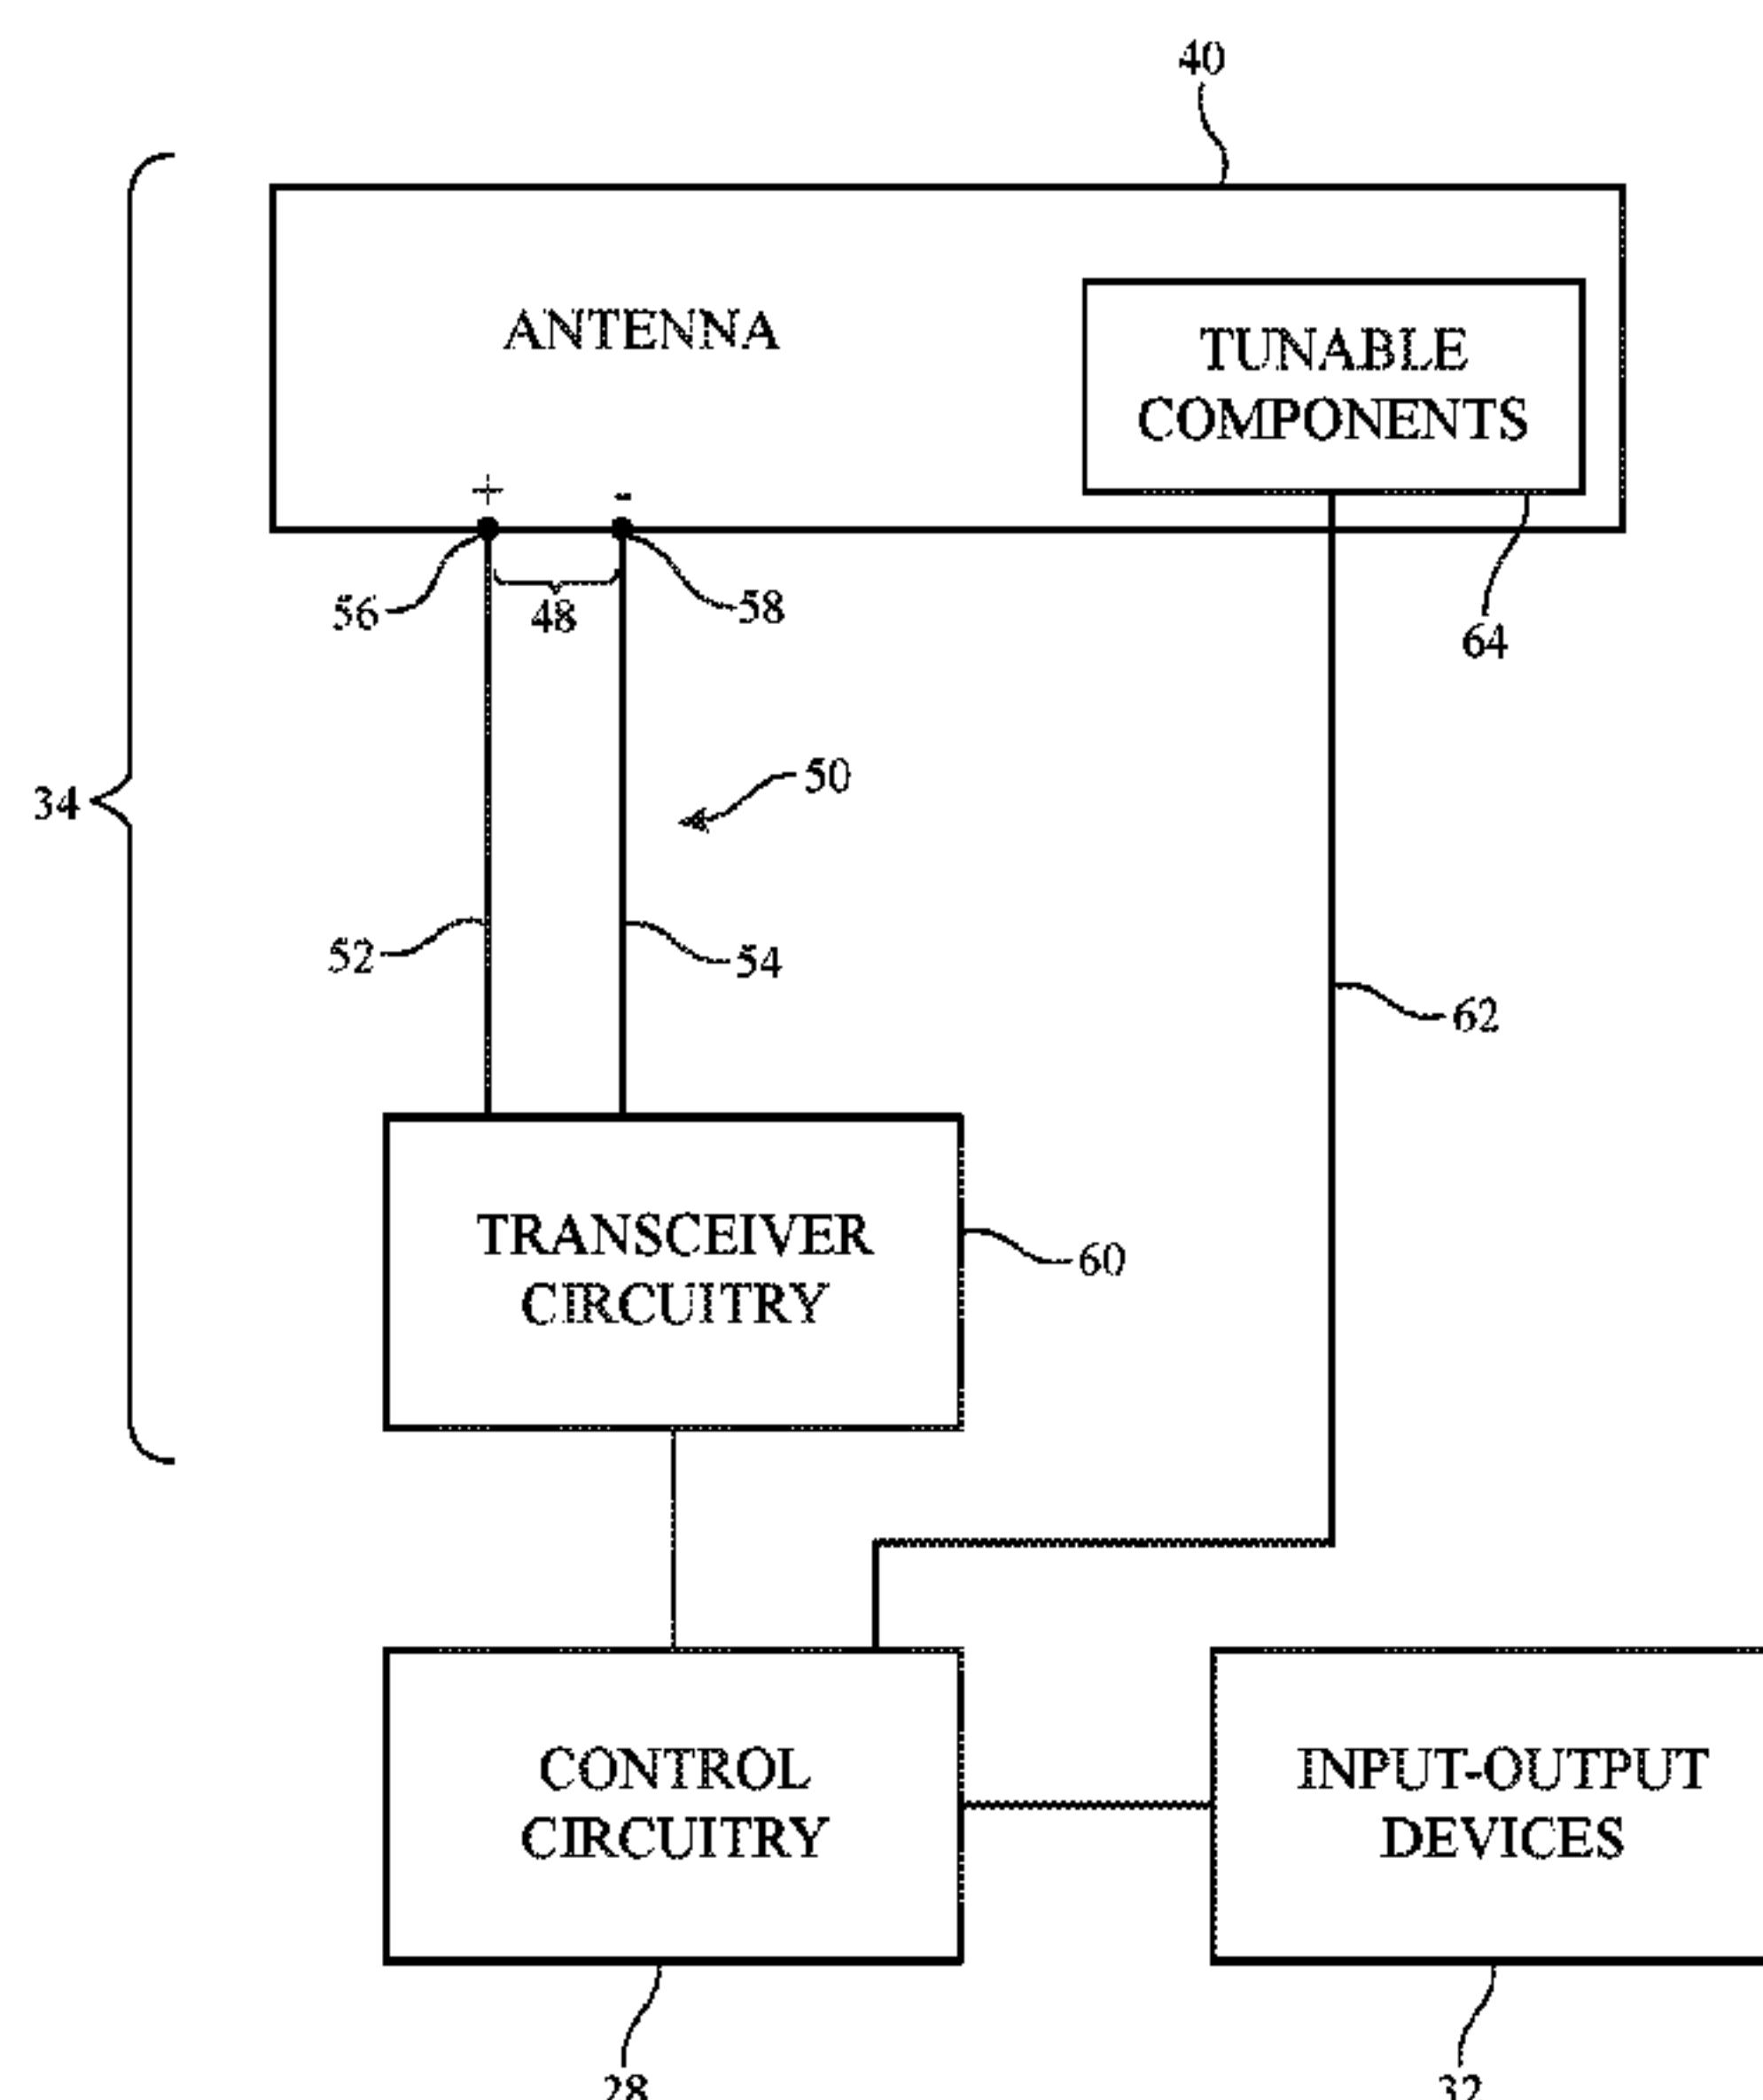 40
ANTENNA
TUNABLE
COMPONENTS
+
-
56
48
58
64
34
50
52
54
62
TRANSCEIVER
CIRCUITRY
60
CONTROL
CIRCUITRY
INPUT-OUTPUT
DEVICES
28
32